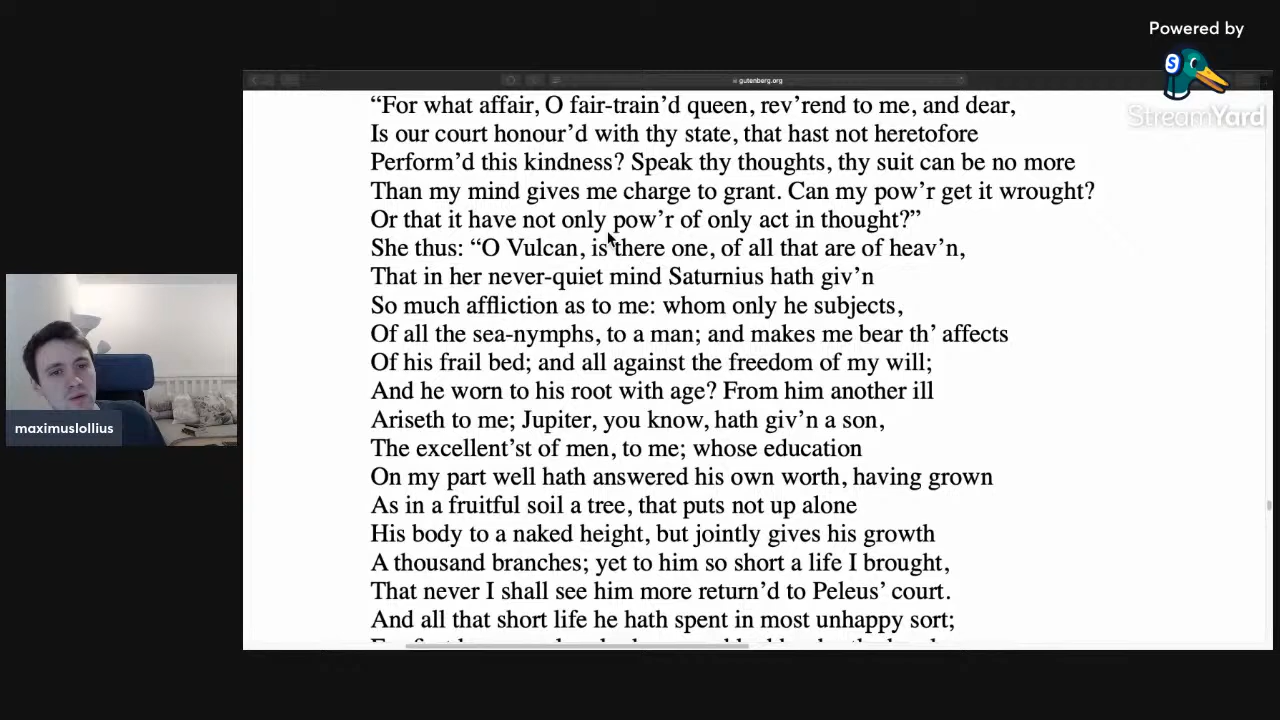 Powered by
StreamYard
gutenberg.org
“For what affair, O fair-train’d queen, rev’rend to me, and dear,
Is our court honour’d with thy state, that hast not heretofore
Perform’d this kindness? Speak thy thoughts, thy suit can be no more
Than my mind gives me charge to grant. Can my pow’r get it wrought?
Or that it have not only pow’r of only act in thought?”
She thus: “O Vulcan, is there one, of all that are of heav’n,
That in her never-quiet mind Saturnius hath giv’n
So much affliction as to me: whom only he subjects,
Of all the sea-nymphs, to a man; and makes me bear th’ affects
Of his frail bed; and all against the freedom of my will;
And he worn to his root with age? From him another ill
Ariseth to me; Jupiter, you know, hath giv’n a son,
The excellent’st of men, to me; whose education
On my part well hath answered his own worth, having grown
As in a fruitful soil a tree, that puts not up alone
His body to a naked height, but jointly gives his growth
A thousand branches; yet to him so short a life I brought,
That never I shall see him more return’d to Peleus’ court.
And all that short life he hath spent in most unhappy sort;
maximuslollius